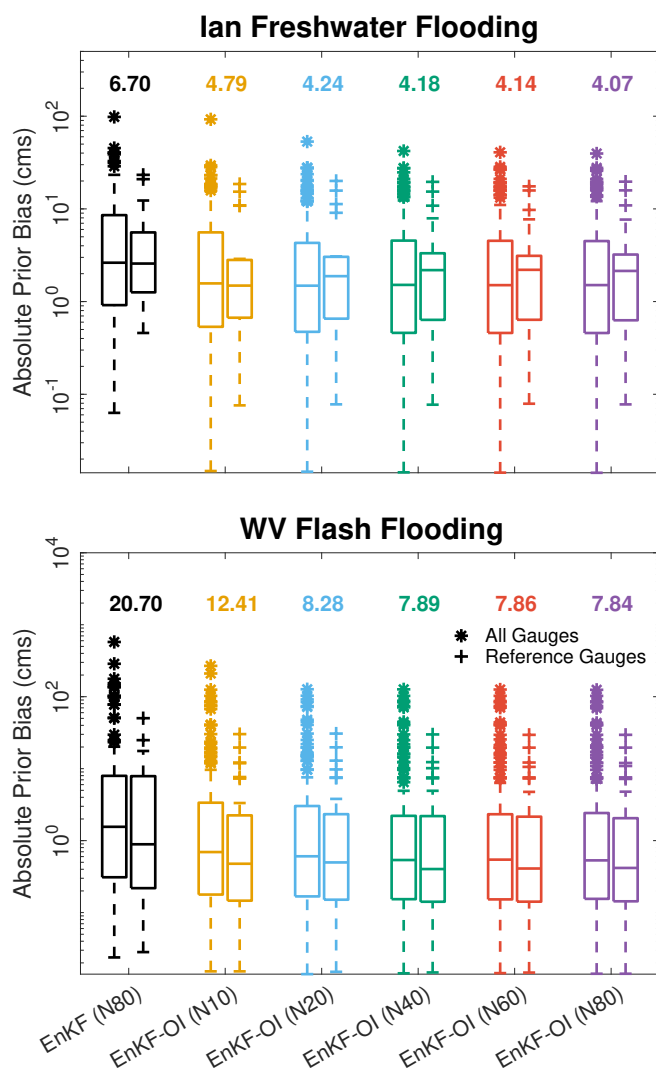 Ian Freshwater Flooding
6.70 4.79 4.24 4.18 4.14 4.07
10^2
10^1
10^0
10^-1
Absolute Prior Bias (cms)
WV Flash Flooding
10^4
20.70 12.41 8.28 7.89 7.86 7.84
All Gauges
Reference Gauges
10^2
10^0
Absolute Prior Bias (cms)
EnKF (N80)
EnKF-OI (N10)
EnKF-OI (N20)
EnKF-OI (N40)
EnKF-OI (N60)
EnKF-OI (N80)